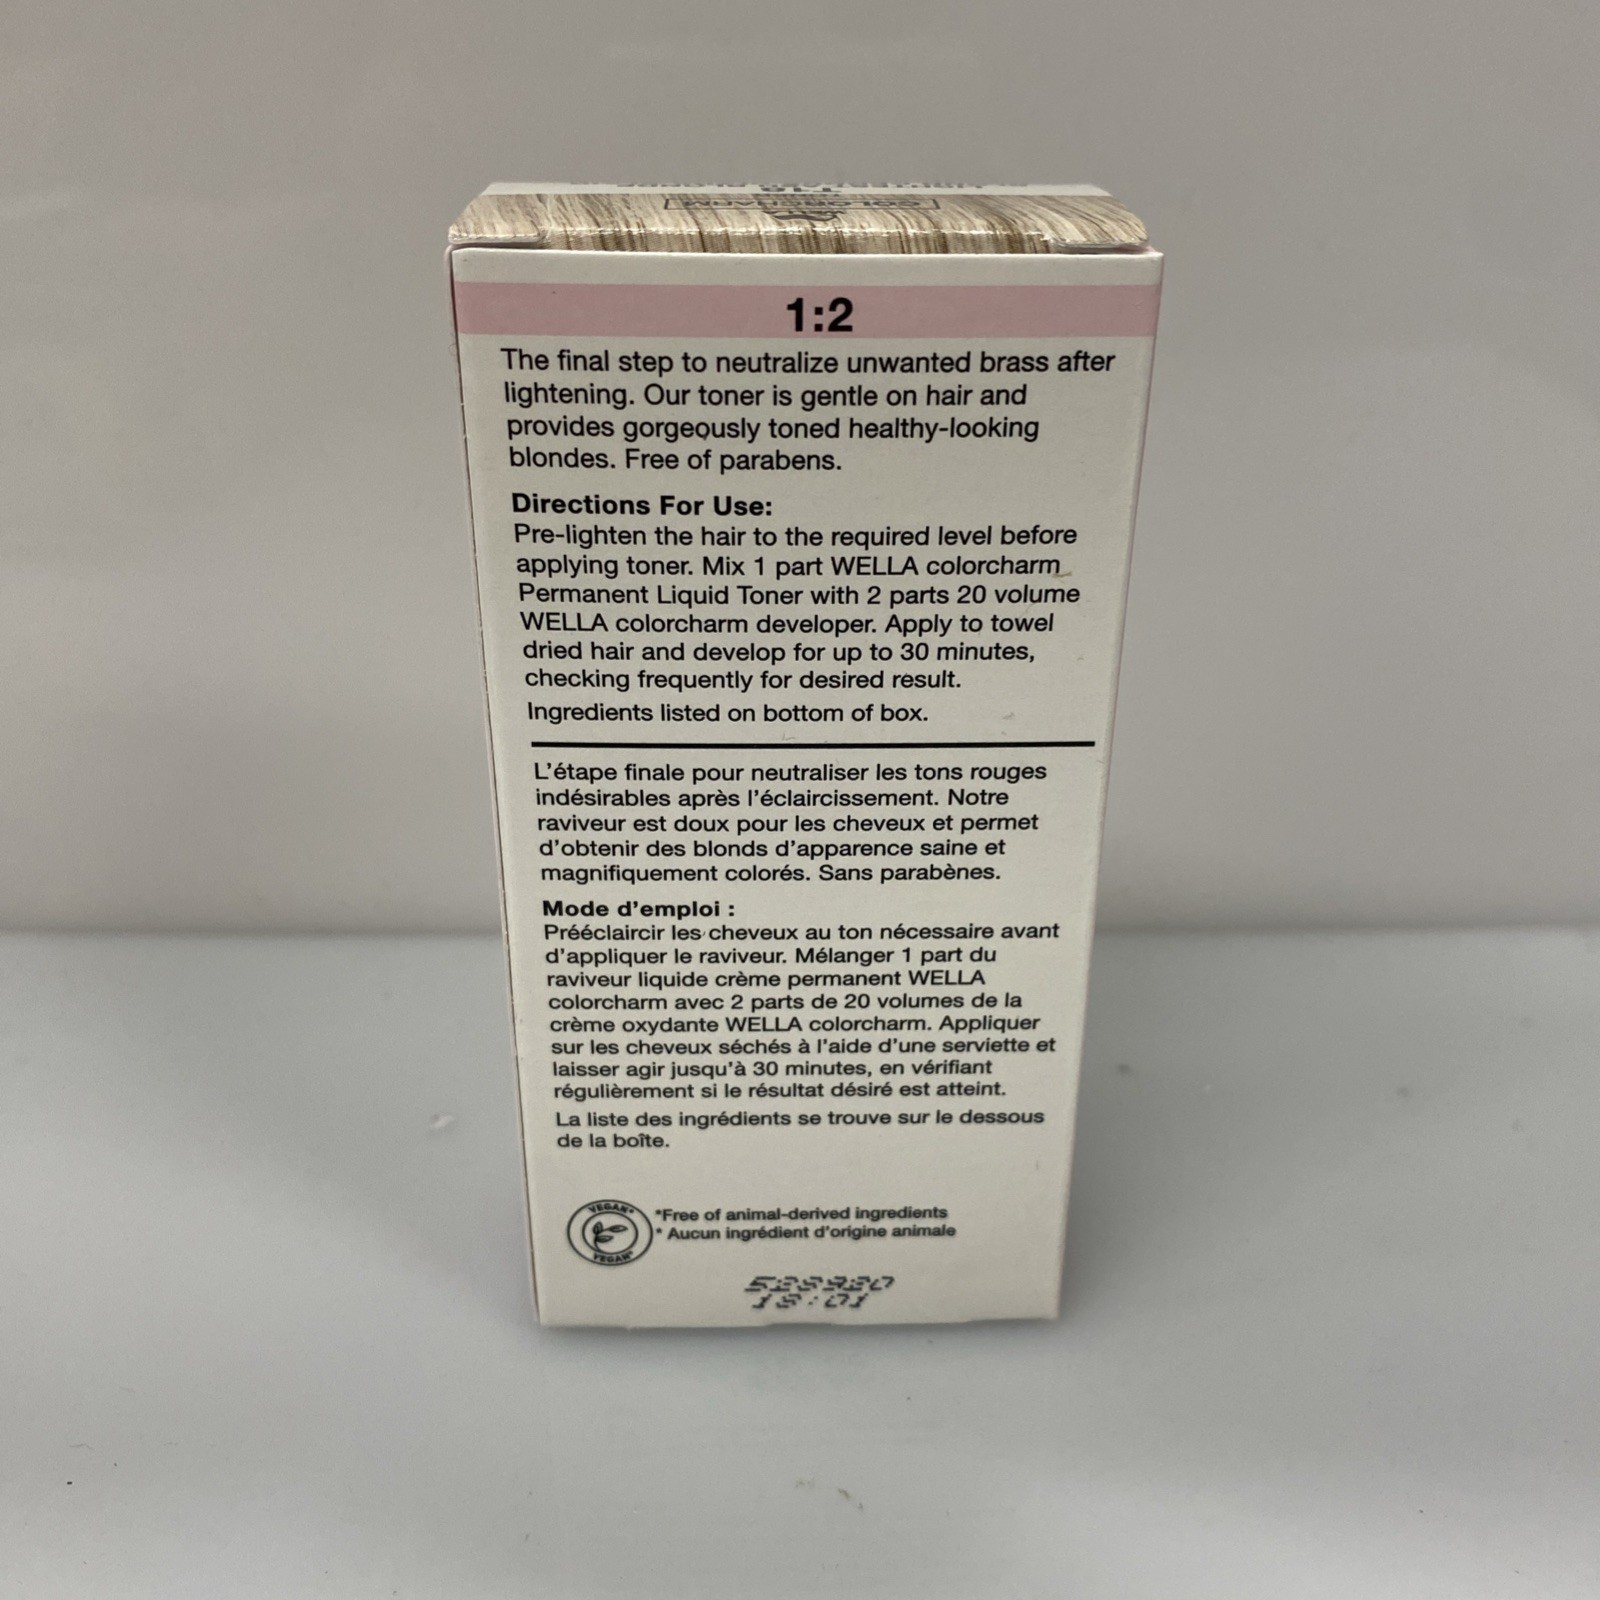 T18
COLORCHARM
1:2
The final step to neutralize unwanted brass after
lightening. Our toner is gentle on hair and
provides gorgeously toned healthy-looking
blondes. Free of parabens.
Directions For Use:
Pre-lighten the hair to the required level before
applying toner. Mix 1 part WELLA colorcharm
Permanent Liquid Toner with 2 parts 20 volume
WELLA colorcharm developer. Apply to towel
dried hair and develop for up to 30 minutes,
checking frequently for desired result.
Ingredients listed on bottom of box.
L'étape finale pour neutraliser les tons rouges
indésirables après l'éclaircissement. Notre
raviveur est doux pour les cheveux et permet
d'obtenir des blonds d'apparence saine et
magnifiquement colorés. Sans parabènes.
Mode d'emploi :
Prééclaircir les cheveux au ton nécessaire avant
d'appliquer le raviveur. Mélanger 1 part du
raviveur liquide crème permanent WELLA
colorcharm avec 2 parts de 20 volumes de la
crème oxydante WELLA colorcharm. Appliquer
sur les cheveux séchés à l'aide d'une serviette et
laisser agir jusqu'à 30 minutes, en vérifiant
régulièrement si le résultat désiré est atteint.
La liste des ingrédients se trouve sur le dessous
de la boîte.
VEGAN*
VEGAN*
*Free of animal-derived ingredients
* Aucun ingrédient d'origine animale